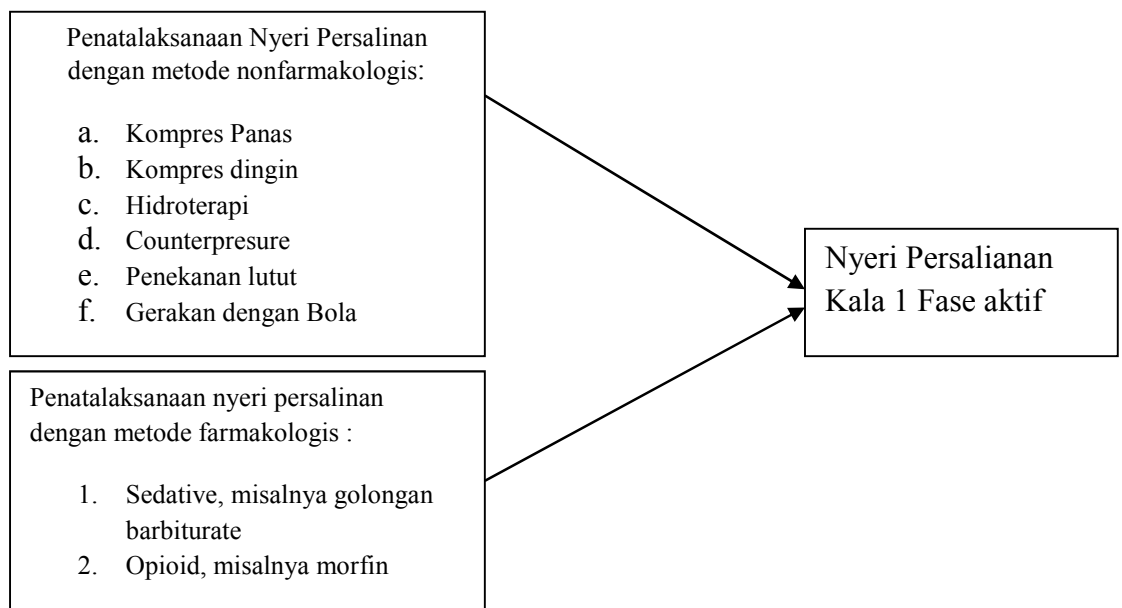 Penatalaksanaan Nyeri Persalinan
dengan metode nonfarmakologis:
a. Kompres Panas
b. Kompres dingin
c. Hidroterapi
d. Counterpresure
e. Penekanan lutut
f. Gerakan dengan Bola
Nyeri Persalianan
Kala 1 Fase aktif
Penatalaksanaan nyeri persalinan
dengan metode farmakologis :
1. Sedative, misalnya golongan
barbiturate
2. Opioid, misalnya morfin